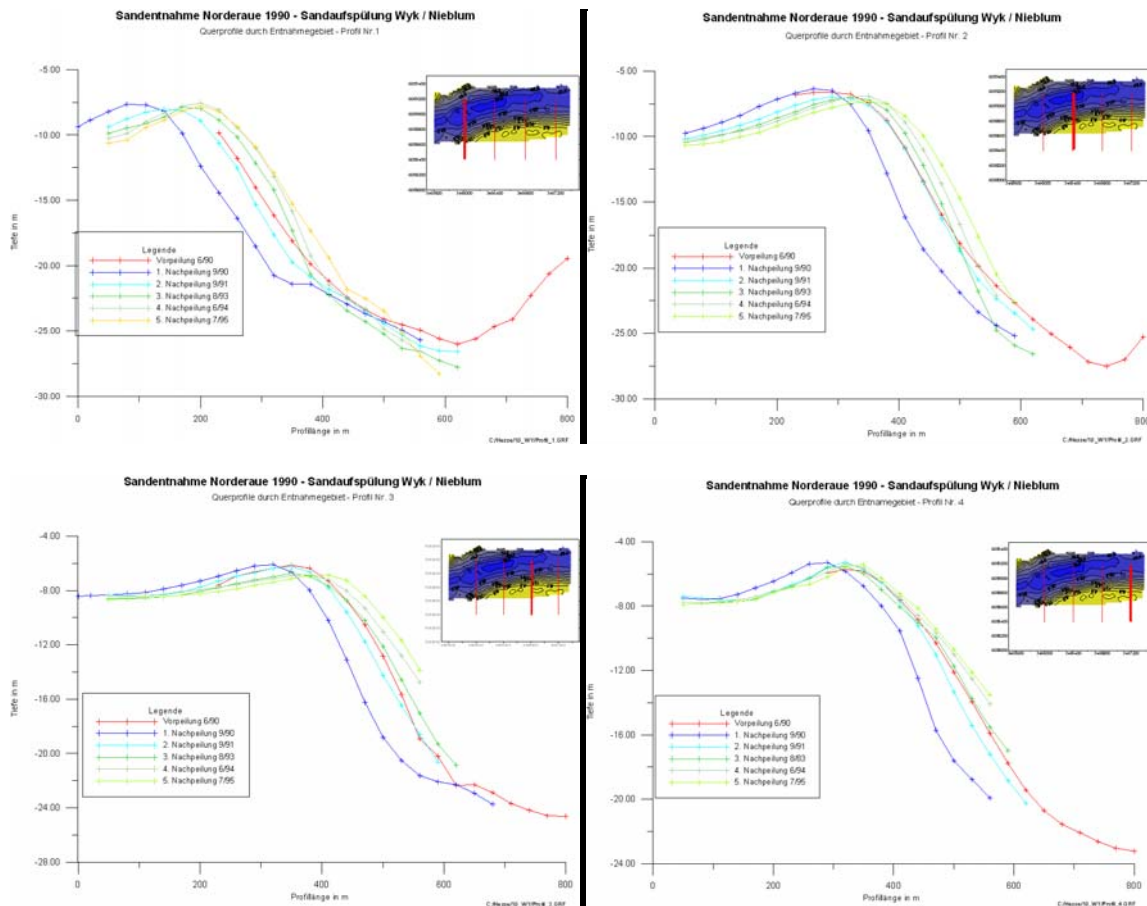 Sandentnahme Norderaue 1990 - Sandaufspülung Wyk / Nieblum
Querprofile durch Entnahmegebiet - Profil Nr.1
-5.00
-10.00
-15.00
-20.00
-25.00
-30.00
Tiefe in m
Legende
Vorpeilung 6/90
1. Nachpeilung 9/90
2. Nachpeilung 9/91
3. Nachpeilung 8/93
4. Nachpeilung 6/94
5. Nachpeilung 7/95
0
200
400
600
800
Profillänge in m
Sandentnahme Norderaue 1990 - Sandaufspülung Wyk / Nieblum
Querprofile durch Entnahmegebiet - Profil Nr. 2
-5.00
-10.00
-15.00
-20.00
-25.00
-30.00
Tiefe in m
Legende
Vorpeilung 6/90
1. Nachpeilung 9/90
2. Nachpeilung 9/91
3. Nachpeilung 8/93
4. Nachpeilung 6/94
5. Nachpeilung 7/95
0
200
400
600
800
Profillänge in m
Sandentnahme Norderaue 1990 - Sandaufspülung Wyk / Nieblum
Querprofile durch Entnahmegebiet - Profil Nr. 3
-4.00
-8.00
-12.00
-16.00
-20.00
-24.00
-28.00
Tiefe in m
Legende
Vorpeilung 6/90
1. Nachpeilung 9/90
2. Nachpeilung 9/91
3. Nachpeilung 8/93
4. Nachpeilung 6/94
5. Nachpeilung 7/95
0
200
400
600
800
Profillänge in m
Sandentnahme Norderaue 1990 - Sandaufspülung Wyk / Nieblum
Querprofile durch Entnamegebiet - Profil Nr. 4
-4.00
-8.00
-12.00
-16.00
-20.00
-24.00
Tiefe in m
Legende
Vorpeilung 6/90
1. Nachpeilung 9/90
2. Nachpeilung 9/91
3. Nachpeilung 8/83
4. Nachpeilung 6/94
5. Nachpeilung 7/95
0
200
400
600
800
Profillänge in m